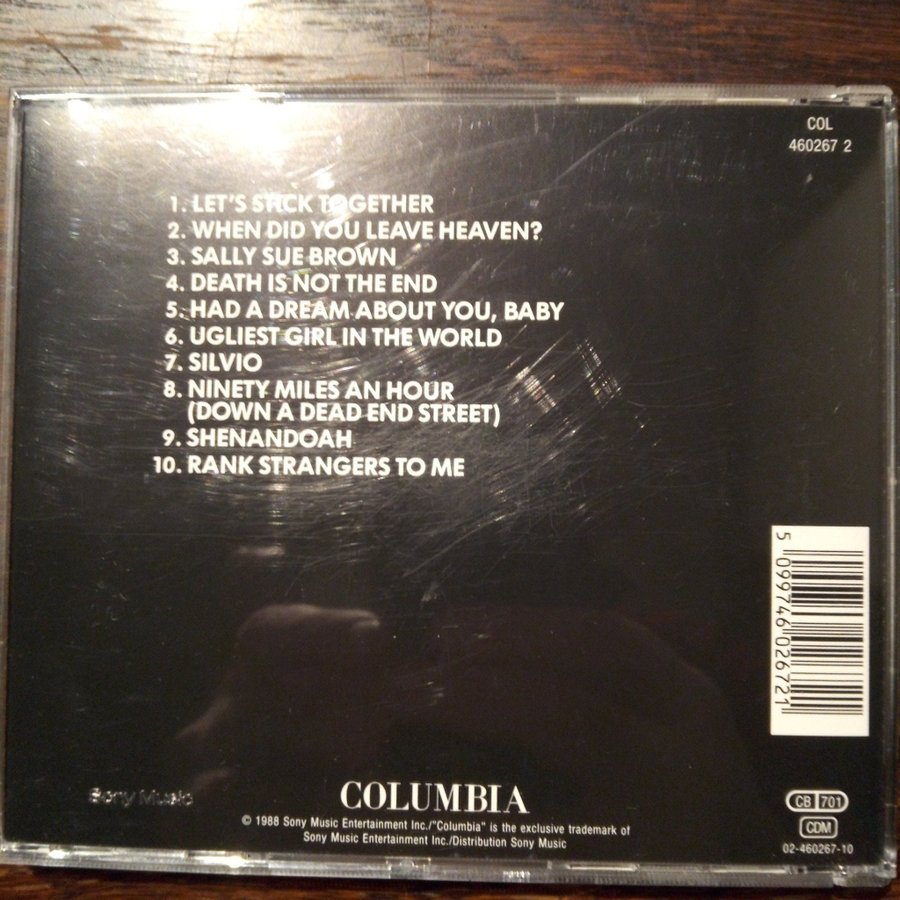 COL
460267 2
1. LET'S STICK TOGETHER
2. WHEN DID YOU LEAVE HEAVEN?
3. SALLY SUE BROWN
4. DEATH IS NOT THE END
5. HAD A DREAM ABOUT YOU, BABY
6. UGLIEST GIRL IN THE WORLD
7. SILVIO
8. NINETY MILES AN HOUR
(DOWN A DEAD END STREET)
9. SHENANDOAH
10. RANK STRANGERS TO ME
5 099746 026721
Sony Music
COLUMBIA
© 1988 Sony Music Entertainment Inc./"Columbia" is the exclusive trademark of
Sony Music Entertainment Inc./Distribution Sony Music
CB 701
CDM
02-460267-10